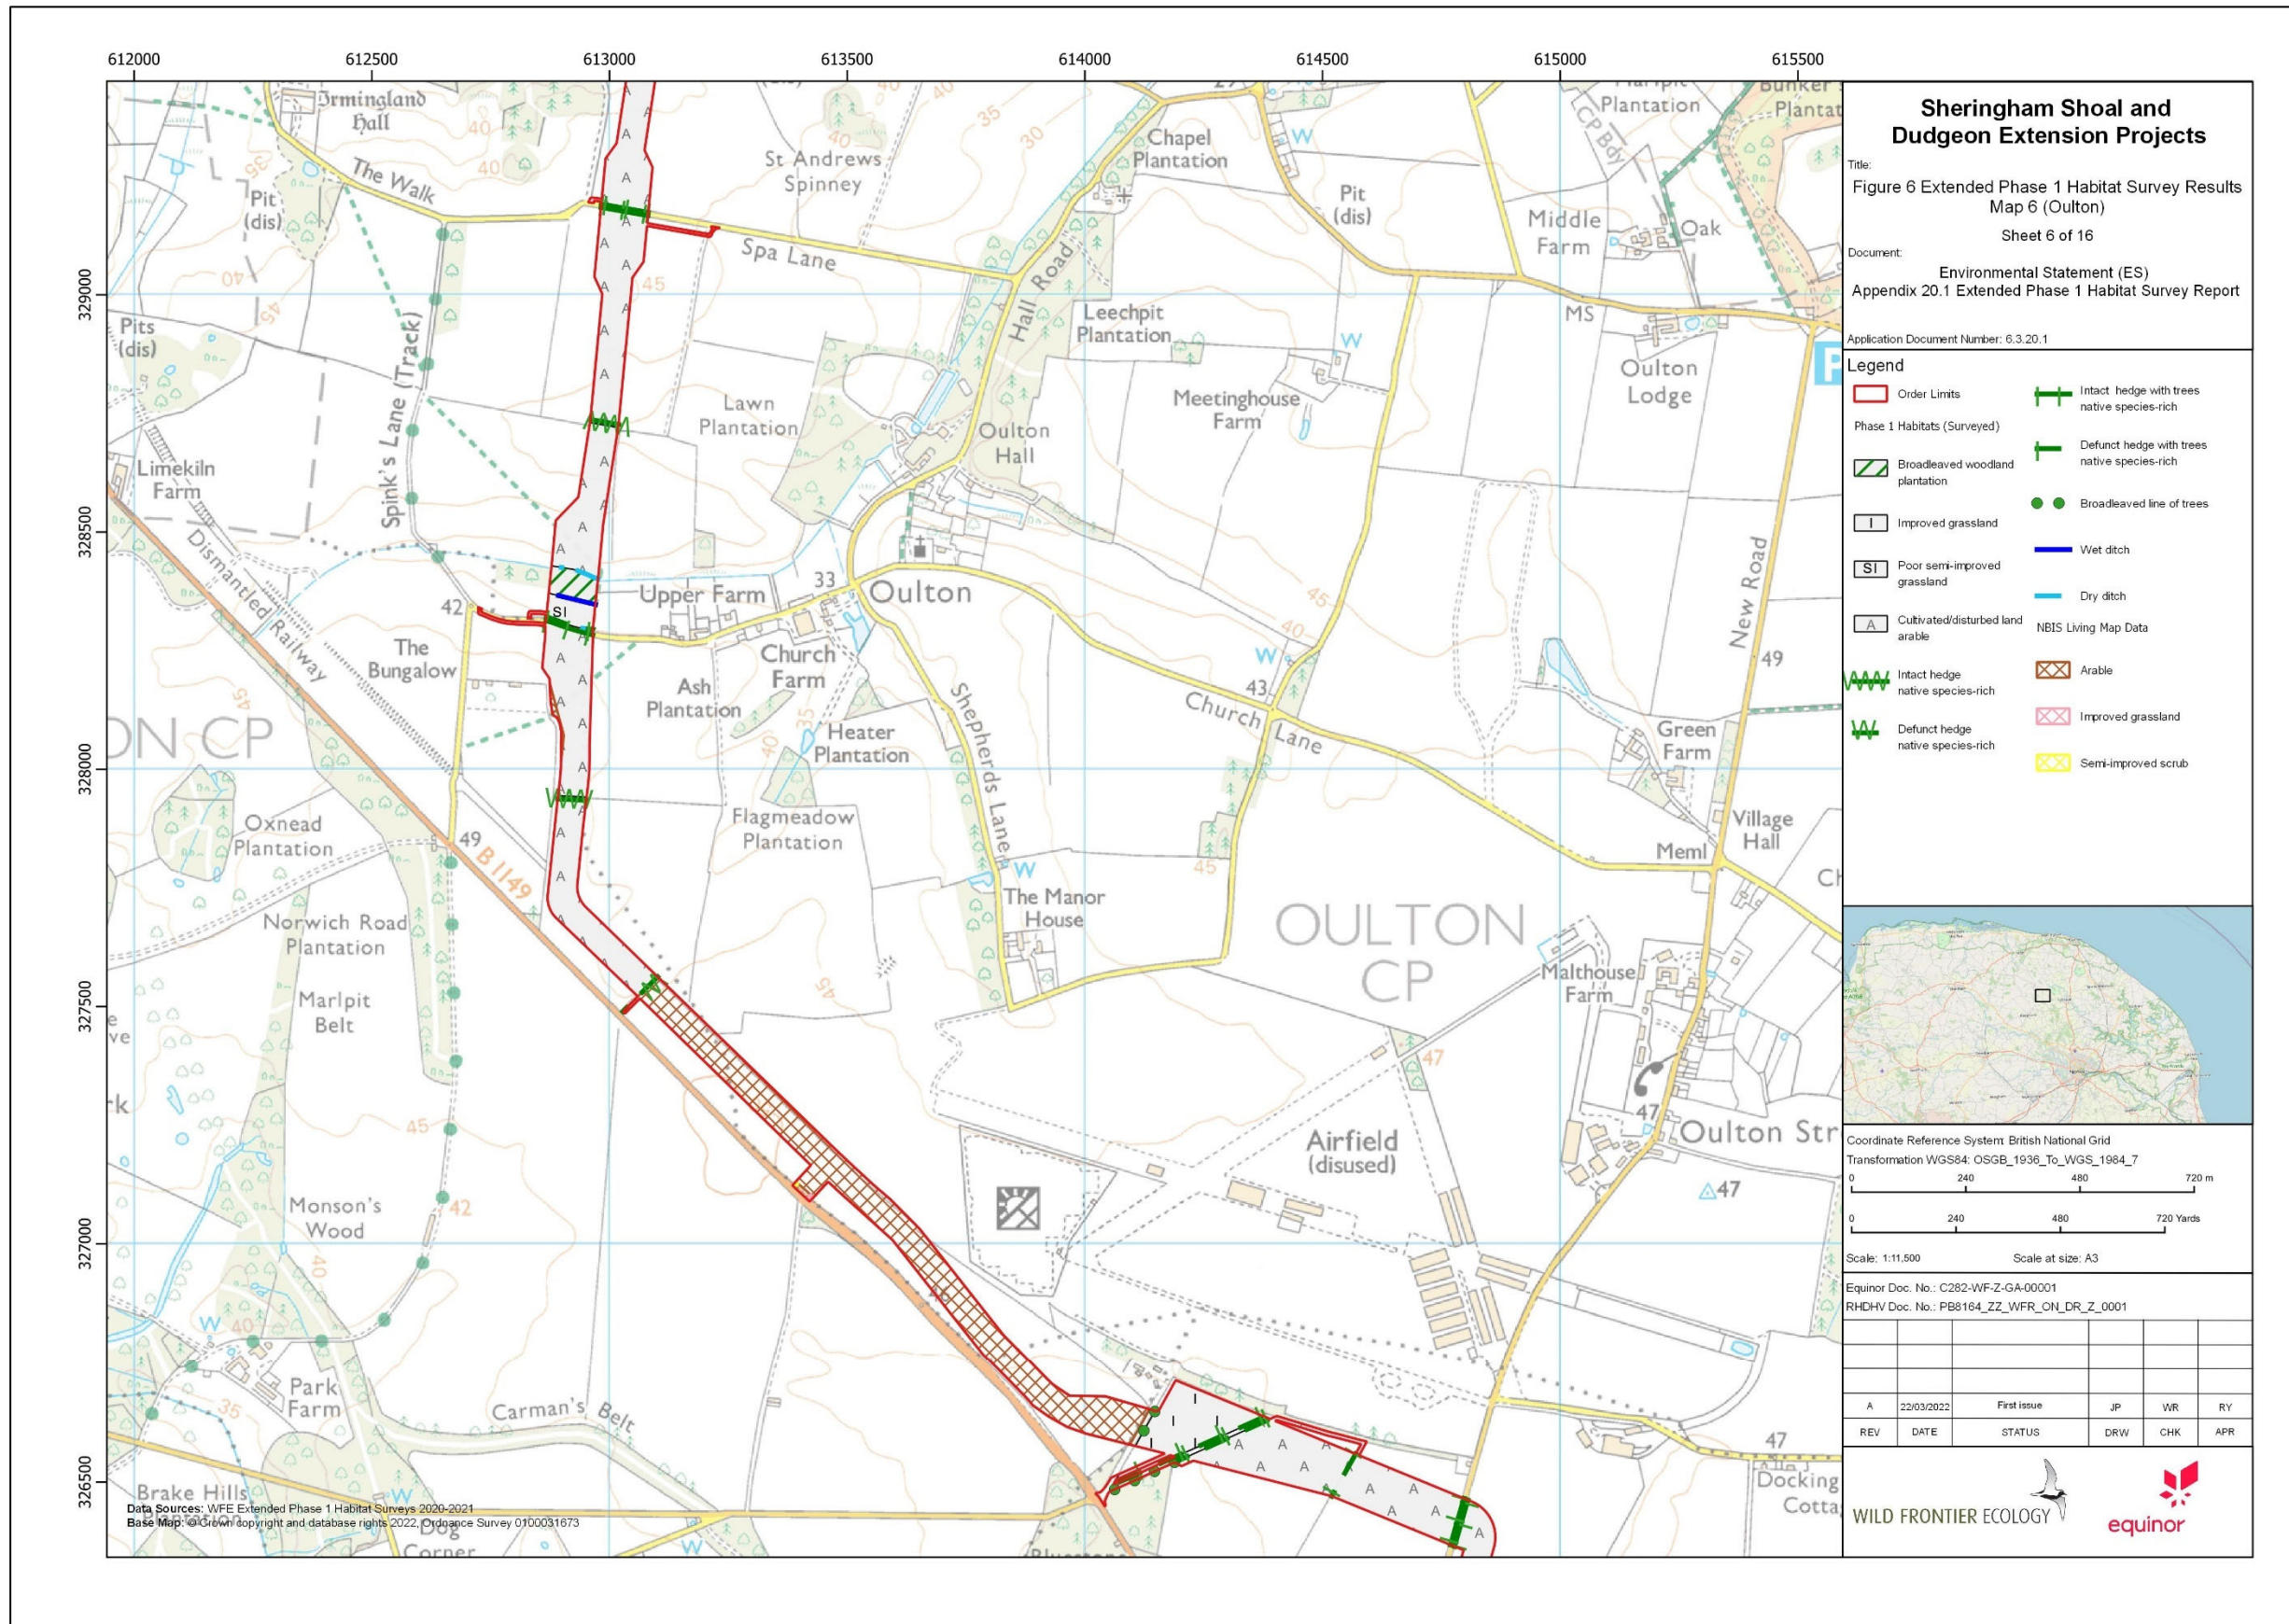 612000 612500 613000 613500 614000 614500 615000 615500
329000
328500
328000
327500
327000
326500
Irmingland
Hall
The Walk
Pit
(dis)
St Andrews
Spinney
Chapel
Plantation
Pit
(dis)
Middle
Farm
Oak
Plantation
CP Bdy
Bunker's
Plantat
Spa Lane
Hall Road
Leechpit
Plantation
MS
Oulton
Lodge
Pits
(dis)
Spink's Lane (Track)
Lawn
Plantation
Oulton
Hall
Meetinghouse
Farm
Limekiln
Farm
Dismantled Railway
SI
42
Upper Farm
33
Oulton
The
Bungalow
Church
Farm
Ash
Plantation
Heater
Plantation
Shepherds Lane
43
Church Lane
New Road
49
Green
Farm
ON CP
Oxnead
Plantation
49
B 1149
Flagmeadow
Plantation
Village
Hall
Meml
The Manor
House
Norwich Road
Plantation
OULTON
CP
Malthouse
Farm
Marlpit
Belt
47
47
Oulton Str
Airfield
(disused)
47
Monson's
Wood
42
Park
Farm
Carman's Belt
47
Docking
Cotta
Brake Hills
Plantation
Dog
Corner
Data Sources: WFE Extended Phase 1 Habitat Surveys 2020-2021
Base Map: © Crown copyright and database rights 2022, Ordnance Survey 0100031673
Sheringham Shoal and
Dudgeon Extension Projects
Title:
Figure 6 Extended Phase 1 Habitat Survey Results
Map 6 (Oulton)
Sheet 6 of 16
Document:
Environmental Statement (ES)
Appendix 20.1 Extended Phase 1 Habitat Survey Report
Application Document Number: 6.3.20.1
Legend
Order Limits
Phase 1 Habitats (Surveyed)
Broadleaved woodland
plantation
I Improved grassland
SI Poor semi-improved
grassland
A Cultivated/disturbed land
arable
Intact hedge
native species-rich
Defunct hedge
native species-rich
Intact hedge with trees
native species-rich
Defunct hedge with trees
native species-rich
Broadleaved line of trees
Wet ditch
Dry ditch
NBIS Living Map Data
Arable
Improved grassland
Semi-improved scrub
Coordinate Reference System: British National Grid
Transformation WGS84: OSGB_1936_To_WGS_1984_7
0 240 480 720 m
0 240 480 720 Yards
Scale: 1:11,500 Scale at size: A3
Equinor Doc. No.: C282-WF-Z-GA-00001
RHDHV Doc. No.: PB8164_ZZ_WFR_ON_DR_Z_0001
A 22/03/2022 First issue JP WR RY
REV DATE STATUS DRW CHK APR
WILD FRONTIER ECOLOGY
equinor